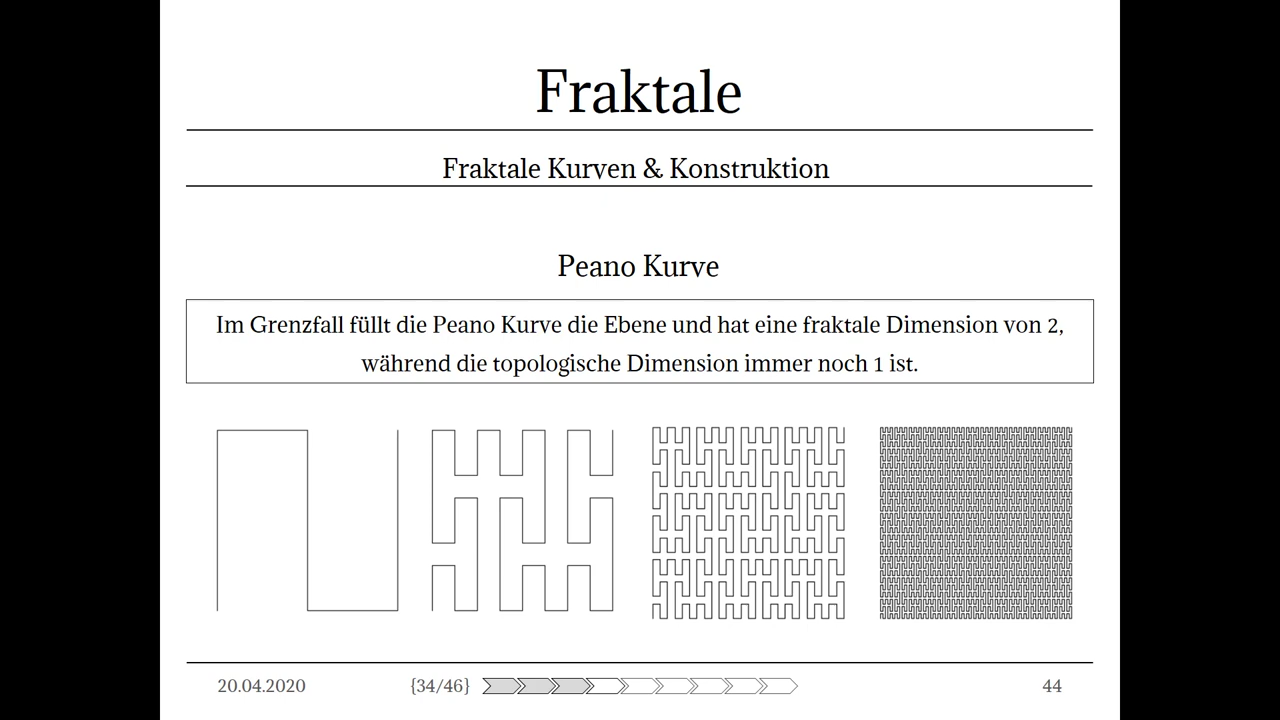 Fraktale
Fraktale Kurven & Konstruktion
Peano Kurve
Im Grenzfall füllt die Peano Kurve die Ebene und hat eine fraktale Dimension von 2,
während die topologische Dimension immer noch 1 ist.
20.04.2020 {34/46} 44